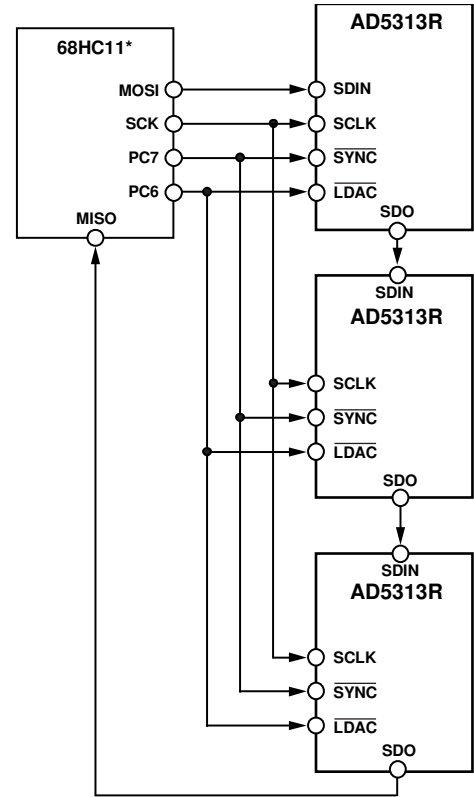 68HC11*
MOSI
SCK
PC7
PC6
MISO
AD5313R
SDIN
SCLK
SYNC
LDAC
SDO
SDIN
AD5313R
SCLK
SYNC
LDAC
SDO
SDIN
AD5313R
SCLK
SYNC
LDAC
SDO